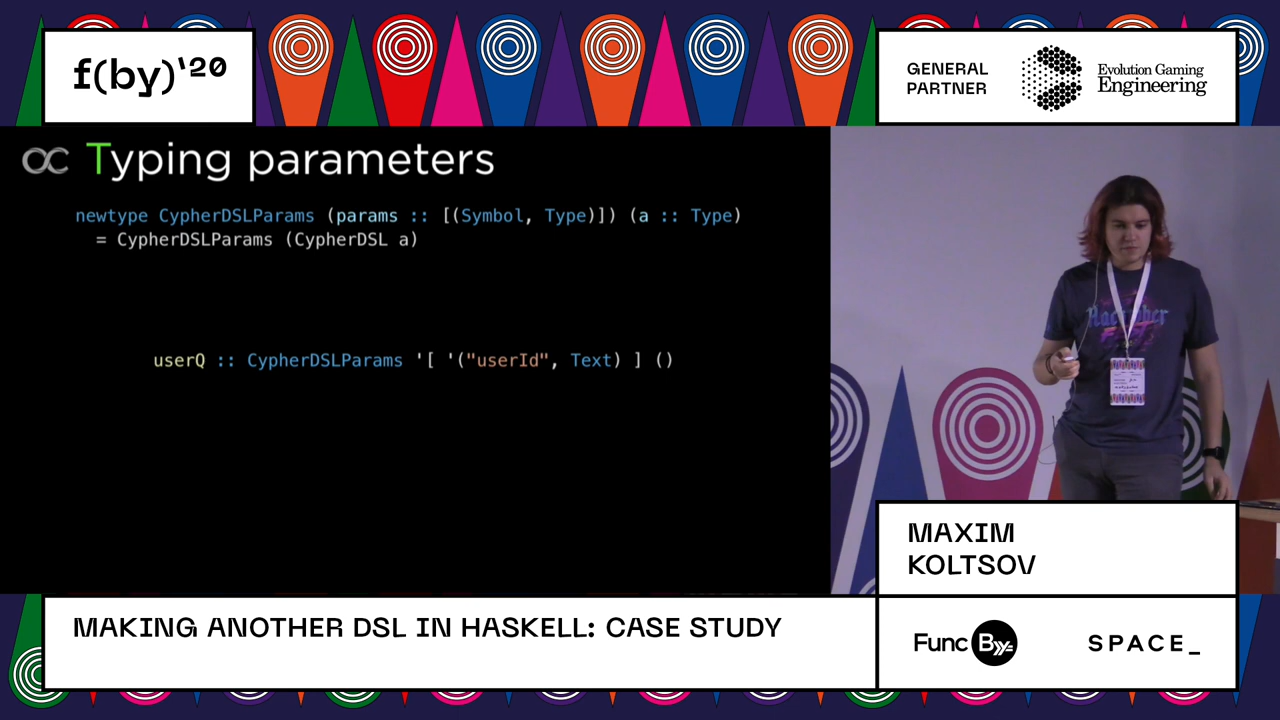 f(by)'20
GENERAL
PARTNER
Evolution Gaming
Engineering
Typing parameters
newtype CypherDSLParams (params :: [(Symbol, Type)]) (a :: Type)
= CypherDSLParams (CypherDSL a)
userQ :: CypherDSLParams '[ '("userId", Text) ] ()
MAXIM
KOLTSOV
MAKING ANOTHER DSL IN HASKELL: CASE STUDY
Func By
SPACE_